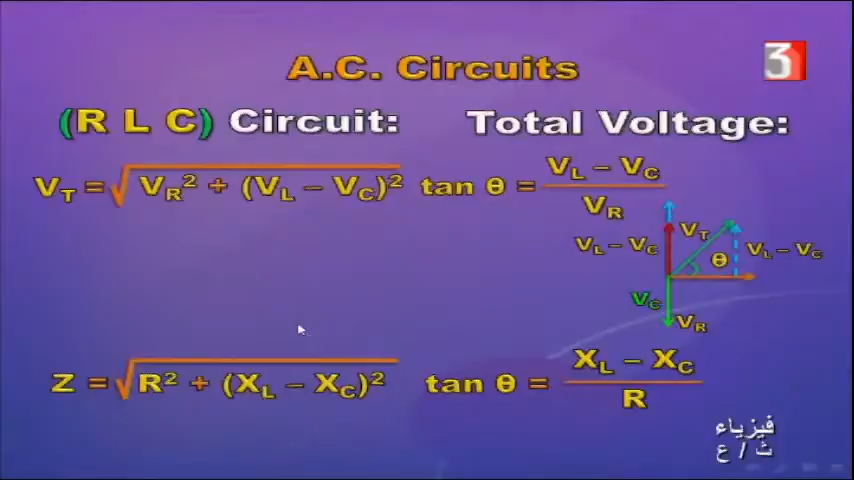 A.C. Circuits
3
(R L C) Circuit: Total Voltage:
V_T = √(V_R² + (V_L – V_C)²) tan θ = (V_L – V_C) / V_R
V_L – V_C
V_T
θ
V_L – V_C
V_C
V_R
Z = √(R² + (X_L – X_C)²) tan θ = (X_L – X_C) / R
فيزياء
ث / ع